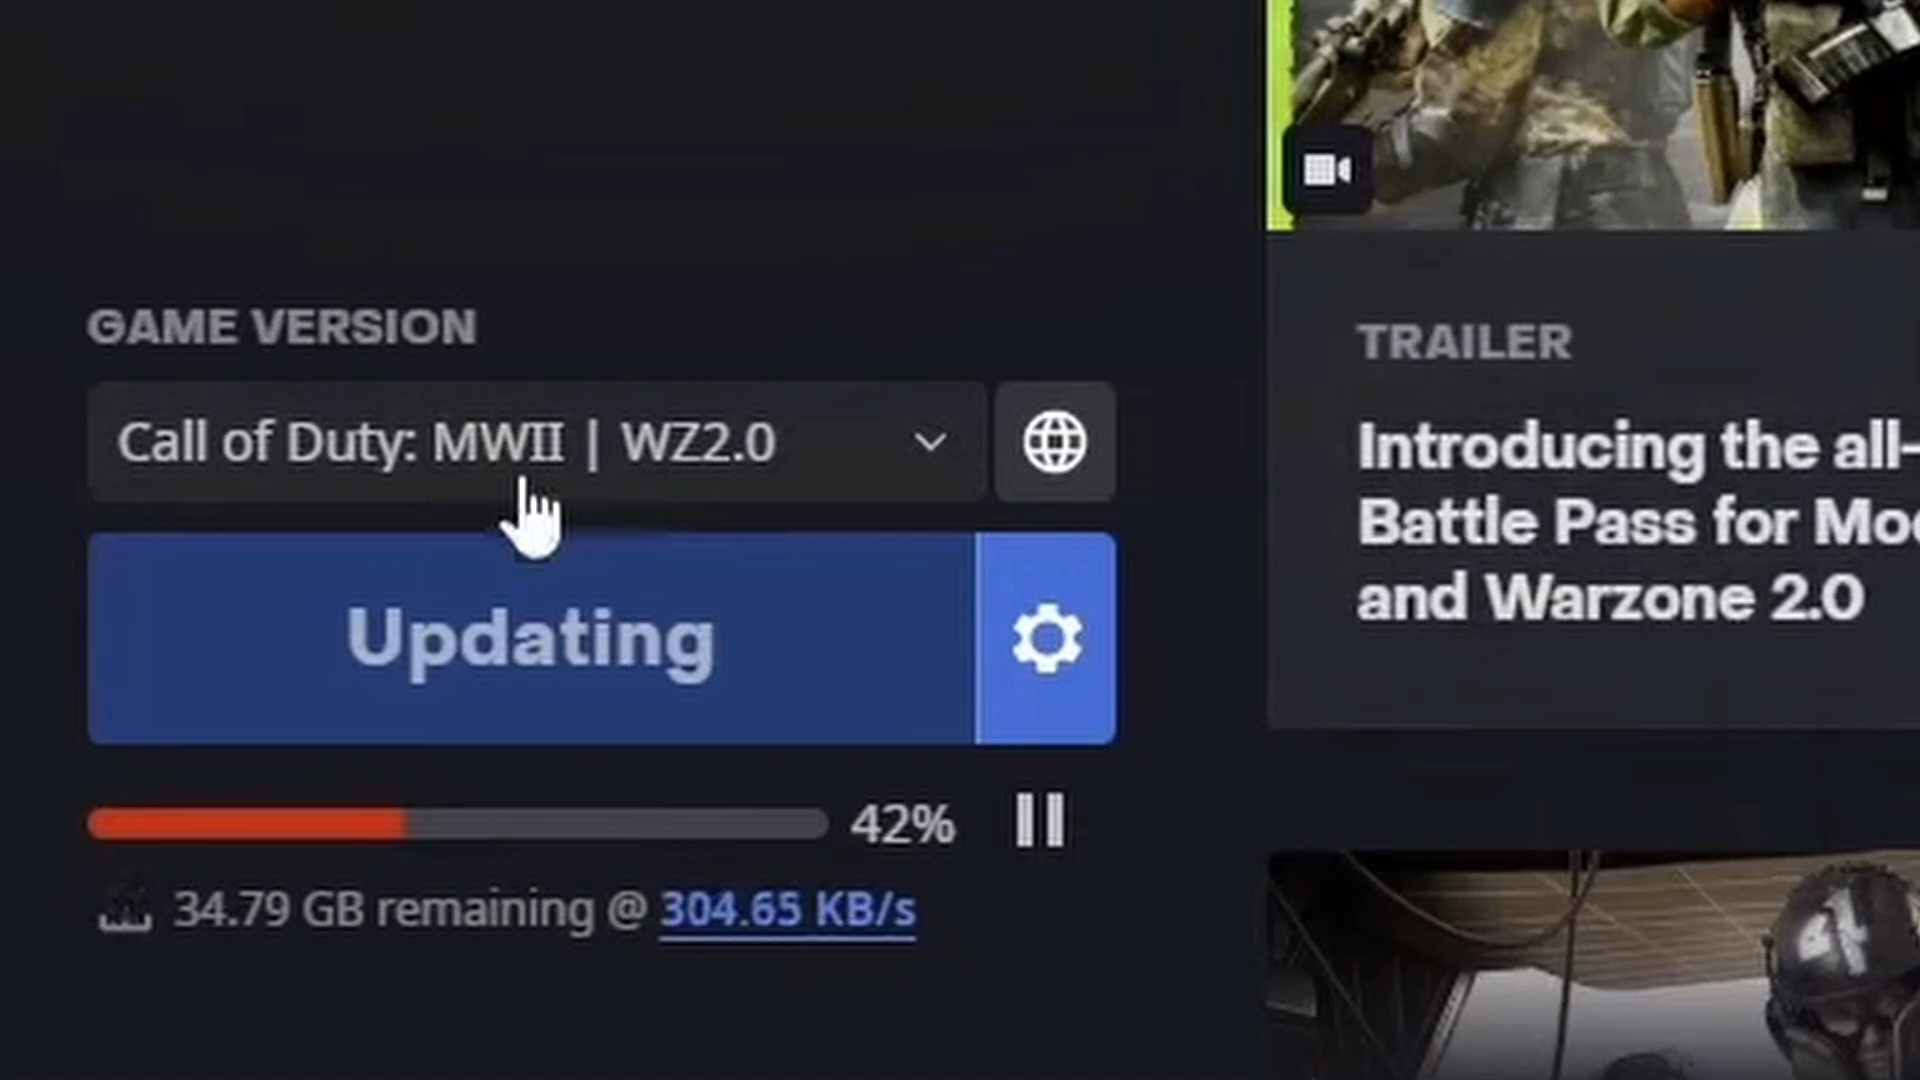 GAME VERSION
Call of Duty: MWII | WZ2.0
Updating
42%
34.79 GB remaining @ 304.65 KB/s
TRAILER
Introducing the all-
Battle Pass for Mod
and Warzone 2.0